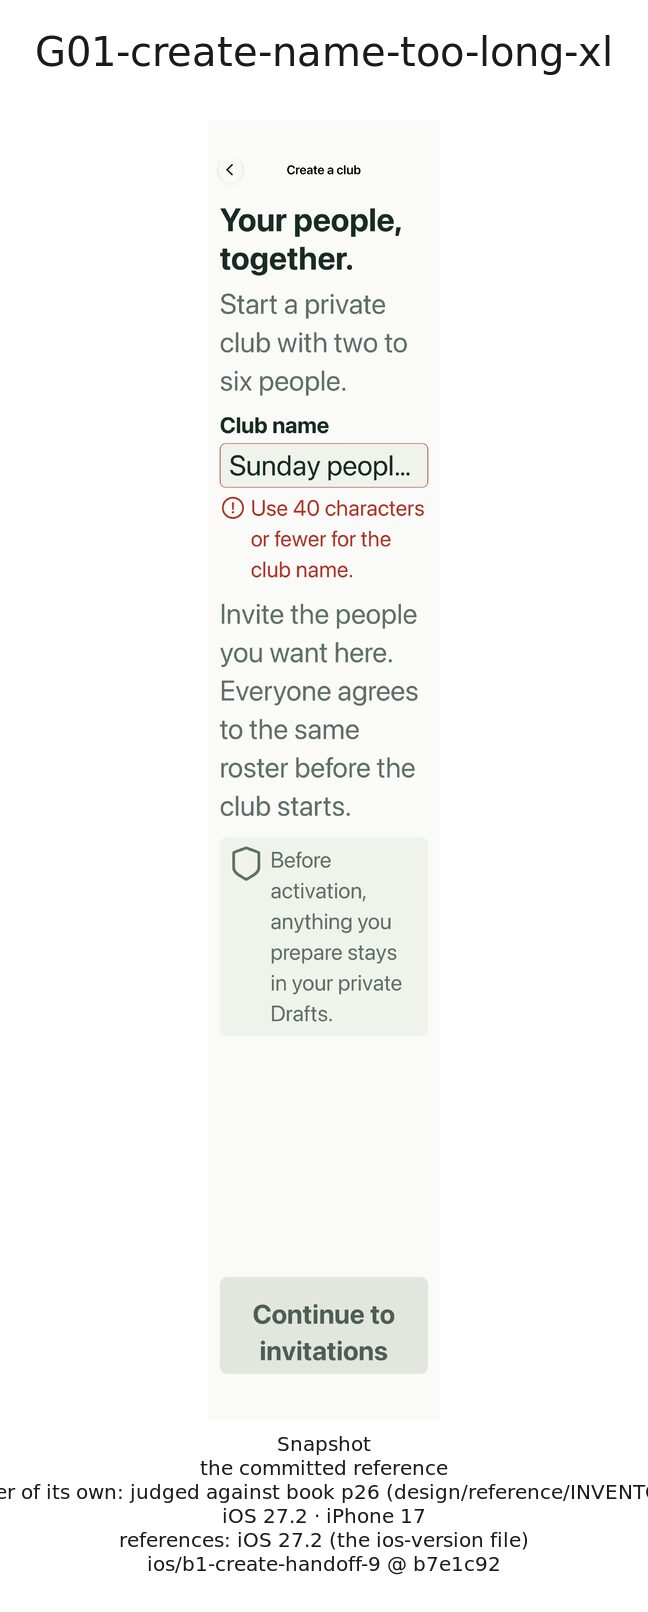 G01-create-name-too-long-xl
Create a club
Your people,
together.
Start a private
club with two to
six people.
Club name
Sunday peopl...
Use 40 characters
or fewer for the
club name.
Invite the people
you want here.
Everyone agrees
to the same
roster before the
club starts.
Before
activation,
anything you
prepare stays
in your private
Drafts.
Continue to
invitations
Snapshot
the committed reference
er of its own: judged against book p26 (design/reference/INVENTO
iOS 27.2 · iPhone 17
references: iOS 27.2 (the ios-version file)
ios/b1-create-handoff-9 @ b7e1c92